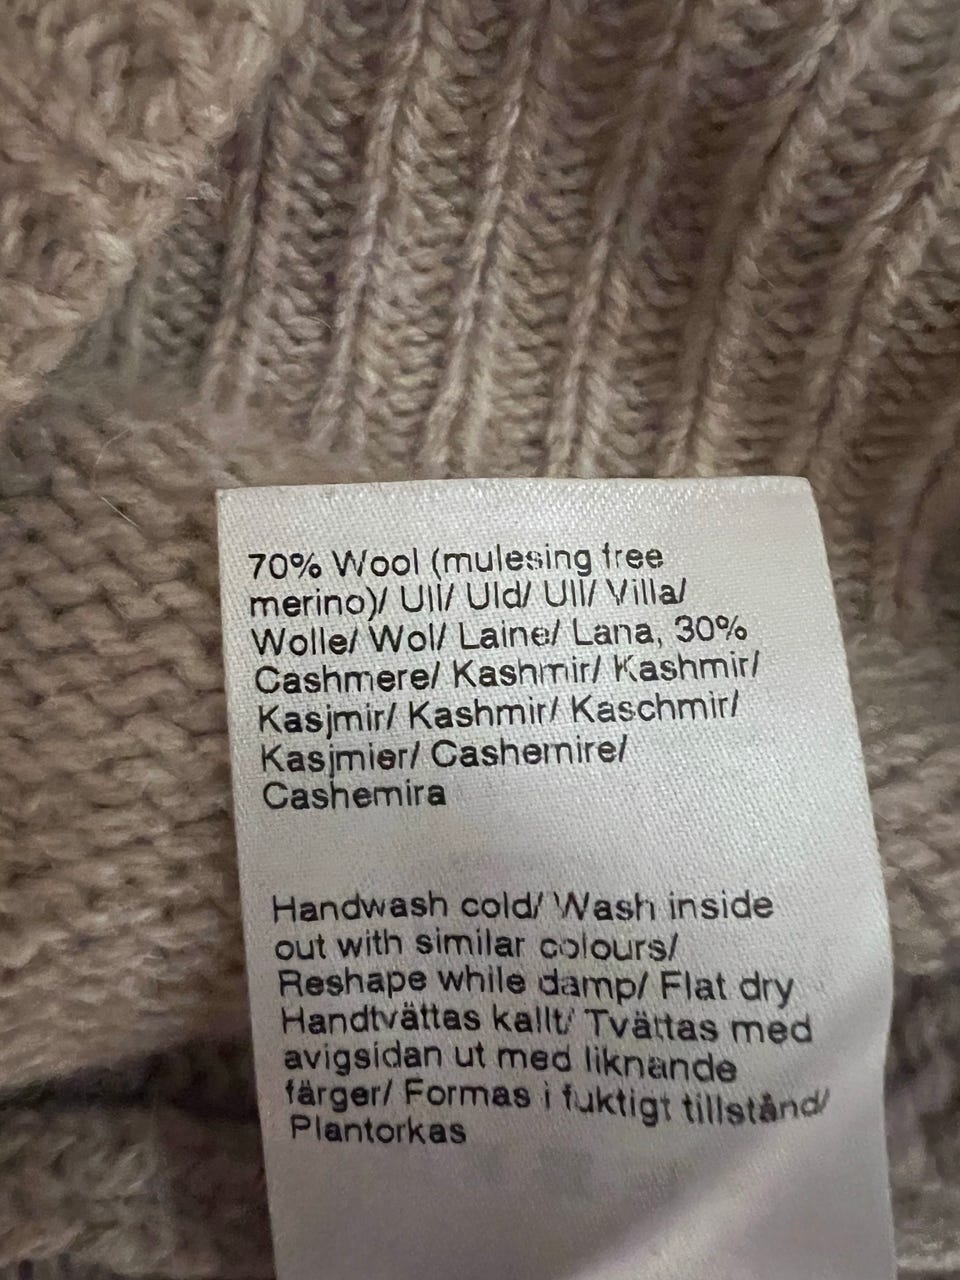 70% Wool (mulesing free
merino)/ Ull/ Uld/ Ull/ Villa/
Wolle/ Wol/ Laine/ Lana, 30%
Cashmere/ Kashmir/ Kashmir/
Kasjmir/ Kashmir/ Kaschmir/
Kasjmier/ Cashemire/
Cashemira
Handwash cold/ Wash inside
out with similar colours/
Reshape while damp/ Flat dry
Handtvättas kallt/ Tvättas med
avigsidan ut med liknande
färger/ Formas i fuktigt tillstånd/
Plantorkas